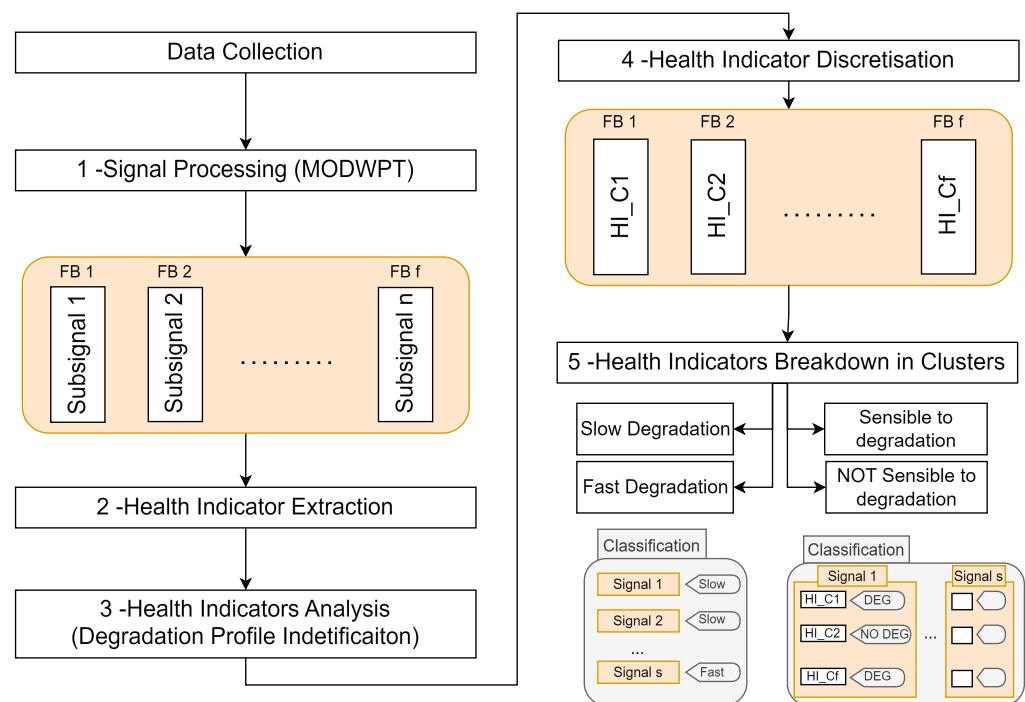 Data Collection
1 -Signal Processing (MODWPT)
FB 1
FB 2
FB f
Subsignal 1
Subsignal 2
.........
Subsignal n
2 -Health Indicator Extraction
3 -Health Indicators Analysis
(Degradation Profile Indetificaiton)
4 -Health Indicator Discretisation
FB 1
FB 2
FB f
HI_C1
HI_C2
.........
HI_Cf
5 -Health Indicators Breakdown in Clusters
Slow Degradation
Sensible to
degradation
Fast Degradation
NOT Sensible to
degradation
Classification
Signal 1
Slow
Signal 2
Slow
...
Signal s
Fast
Classification
Signal 1
Signal s
HI_C1
DEG
HI_C2
NO DEG
...
HI_Cf
DEG